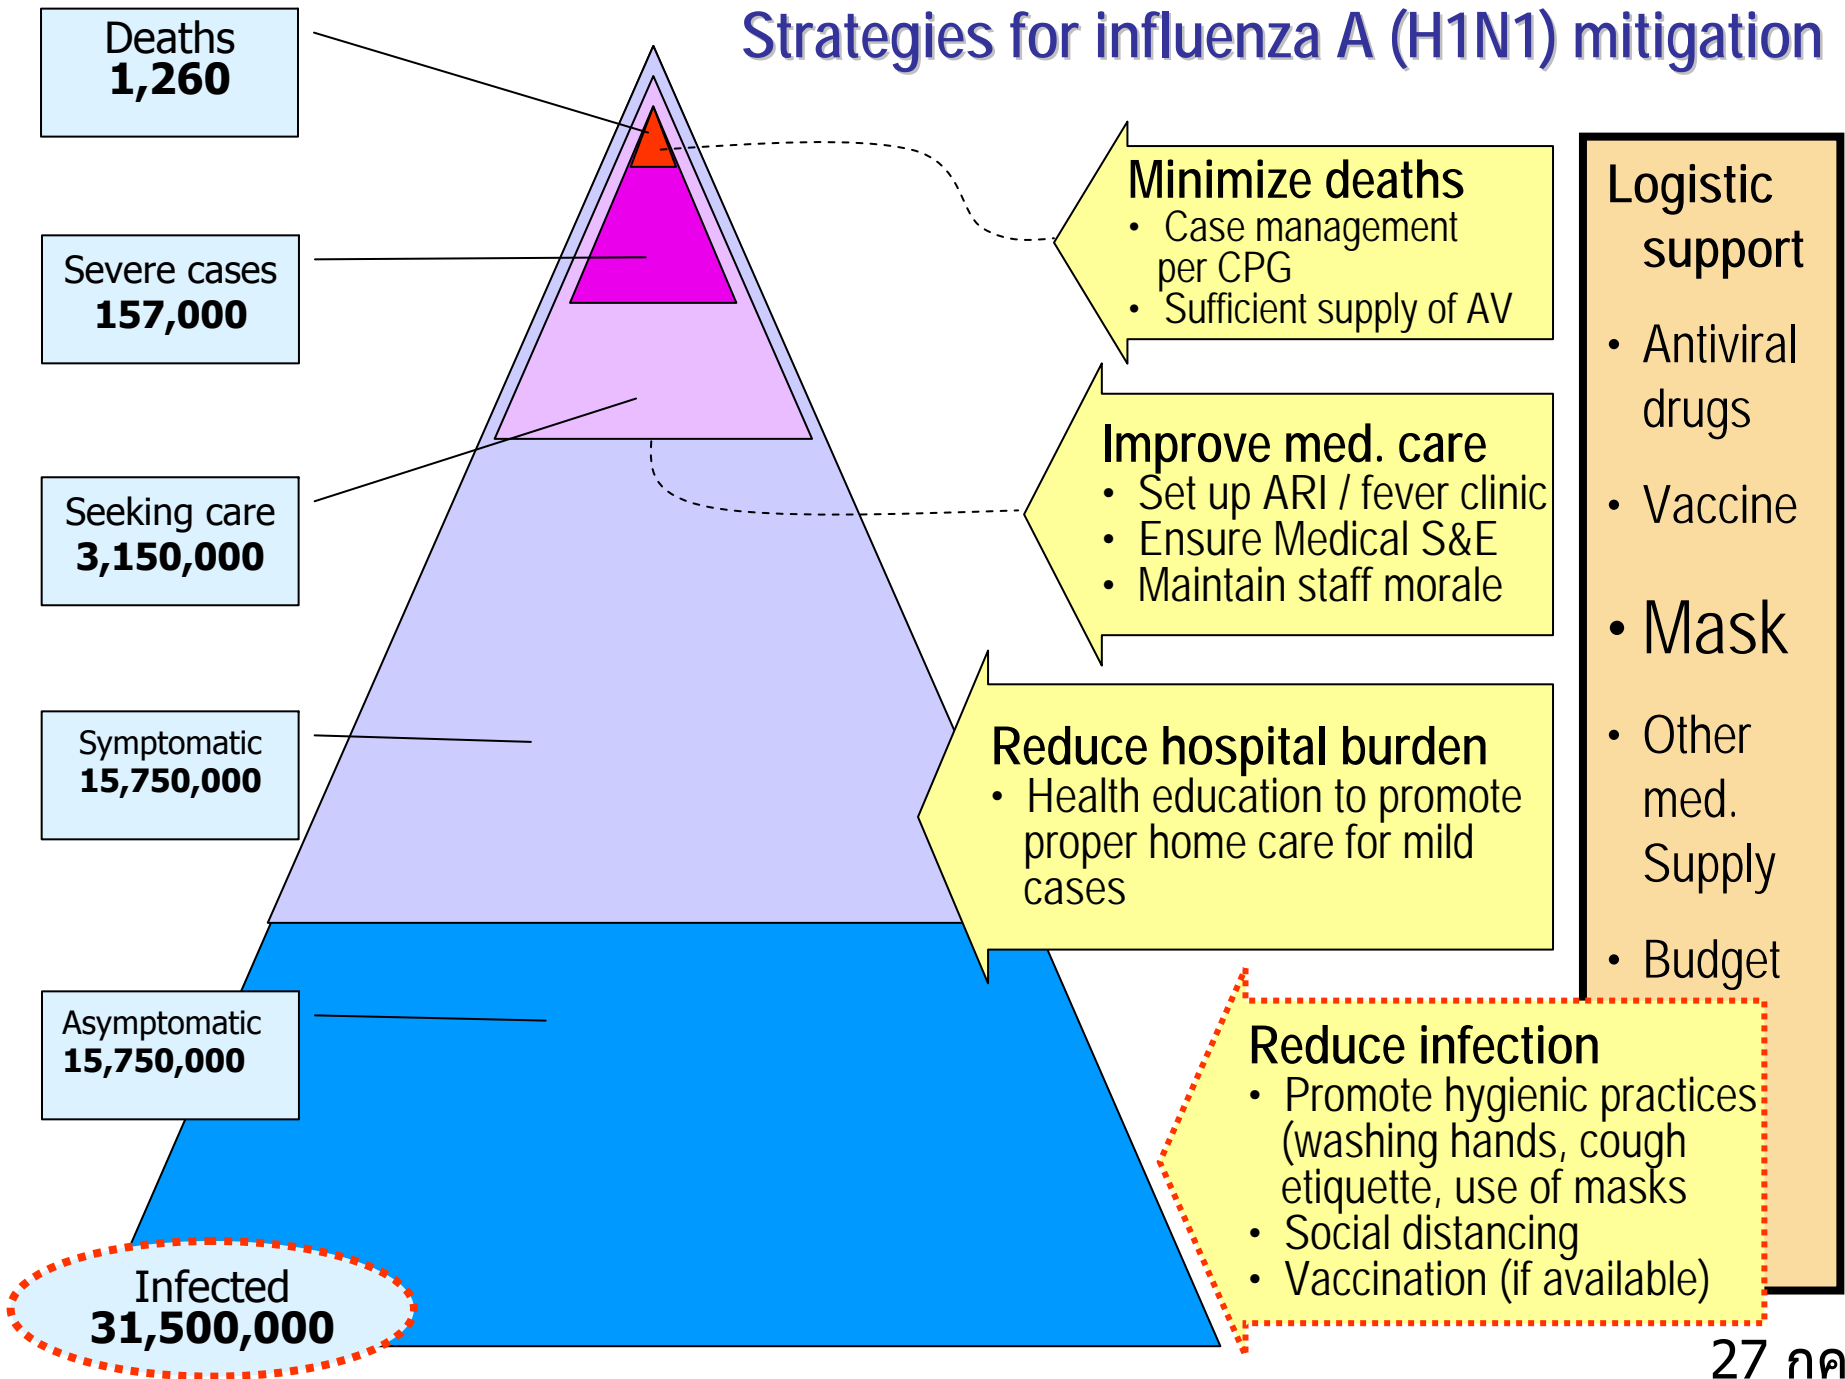 Strategies for influenza A (H1N1) mitigation
Deaths
1,260
Severe cases
157,000
Seeking care
3,150,000
Symptomatic
15,750,000
Asymptomatic
15,750,000
Infected
31,500,000
Minimize deaths
• Case management
per CPG
• Sufficient supply of AV
Improve med. care
• Set up ARI / fever clinic
• Ensure Medical S&E
• Maintain staff morale
Reduce hospital burden
• Health education to promote
proper home care for mild
cases
Reduce infection
• Promote hygienic practices
(washing hands, cough
etiquette, use of masks
• Social distancing
• Vaccination (if available)
Logistic
support
• Antiviral
drugs
• Vaccine
• Mask
• Other
med.
Supply
• Budget
27 กค